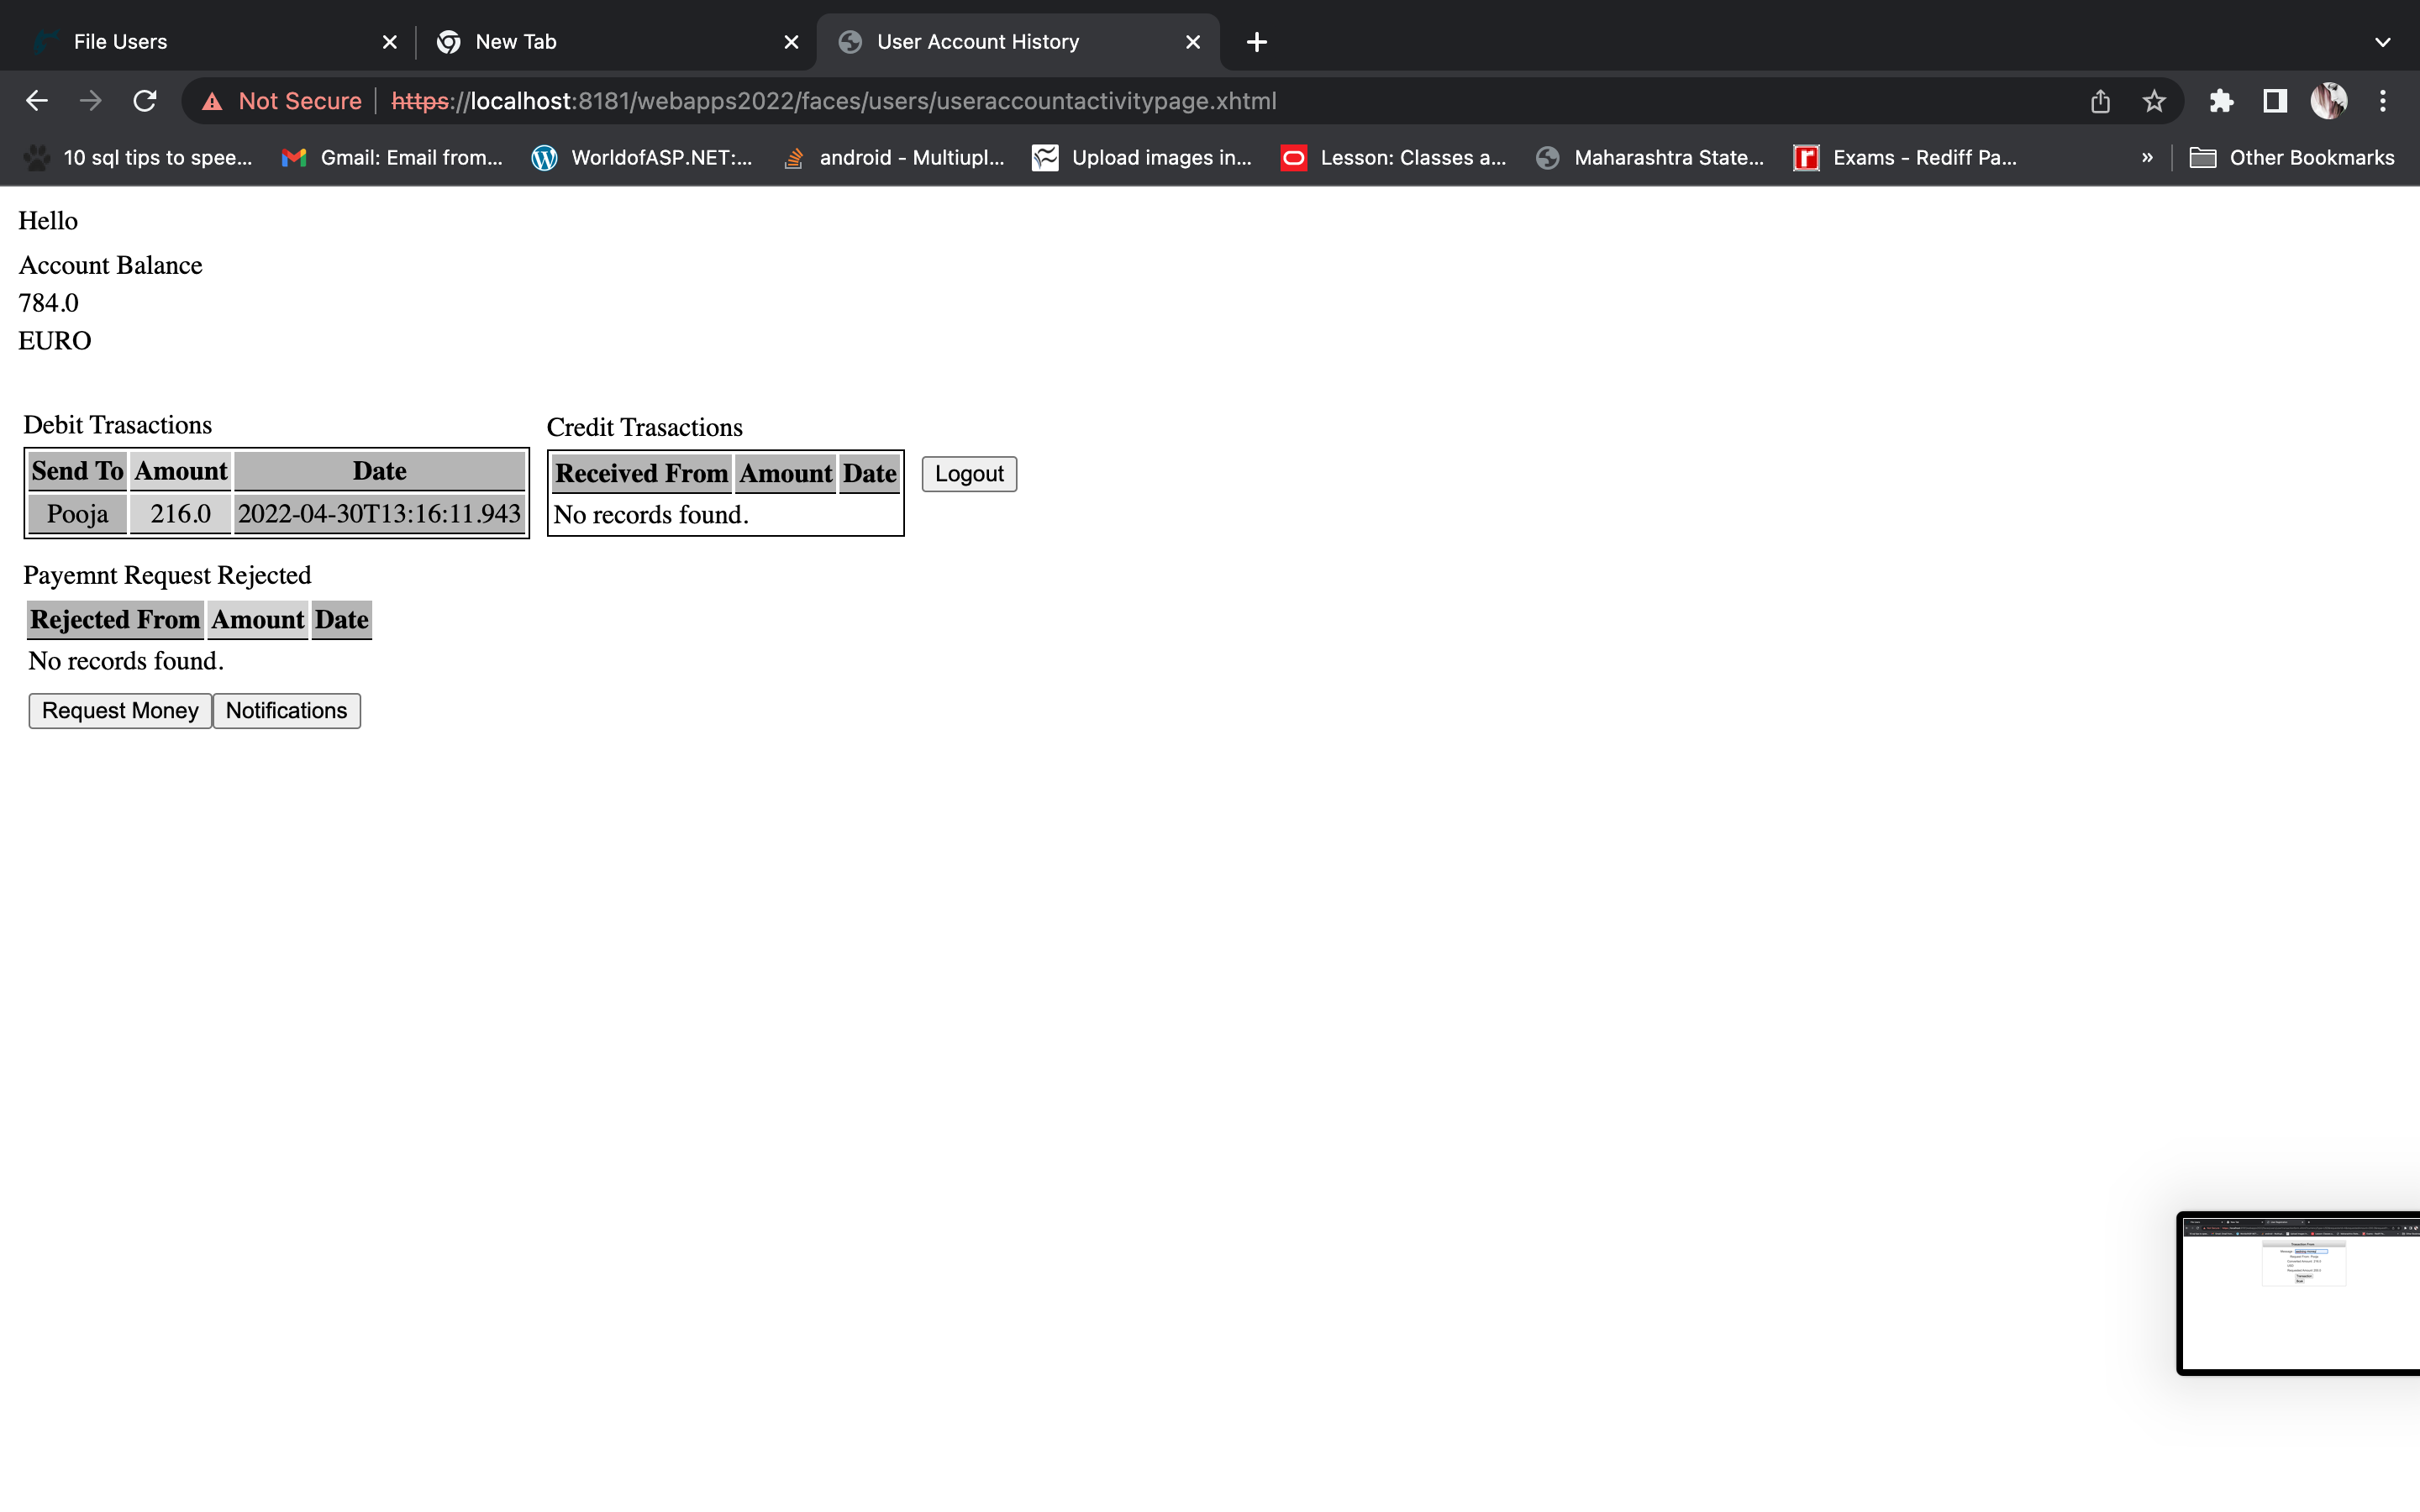 File Users
New Tab
User Account History
Not Secure
https://localhost:8181/webapps2022/faces/users/useraccountactivitypage.xhtml
10 sql tips to spee...
Gmail: Email from...
WorldofASP.NET:...
android - Multiupl...
Upload images in...
Lesson: Classes a...
Maharashtra State...
Exams - Rediff Pa...
»
Other Bookmarks
Hello
Account Balance
784.0
EURO
Debit Trasactions
Send To Amount Date
Pooja 216.0 2022-04-30T13:16:11.943
Credit Trasactions
Received From Amount Date
No records found.
Logout
Payemnt Request Rejected
Rejected From Amount Date
No records found.
Request Money Notifications